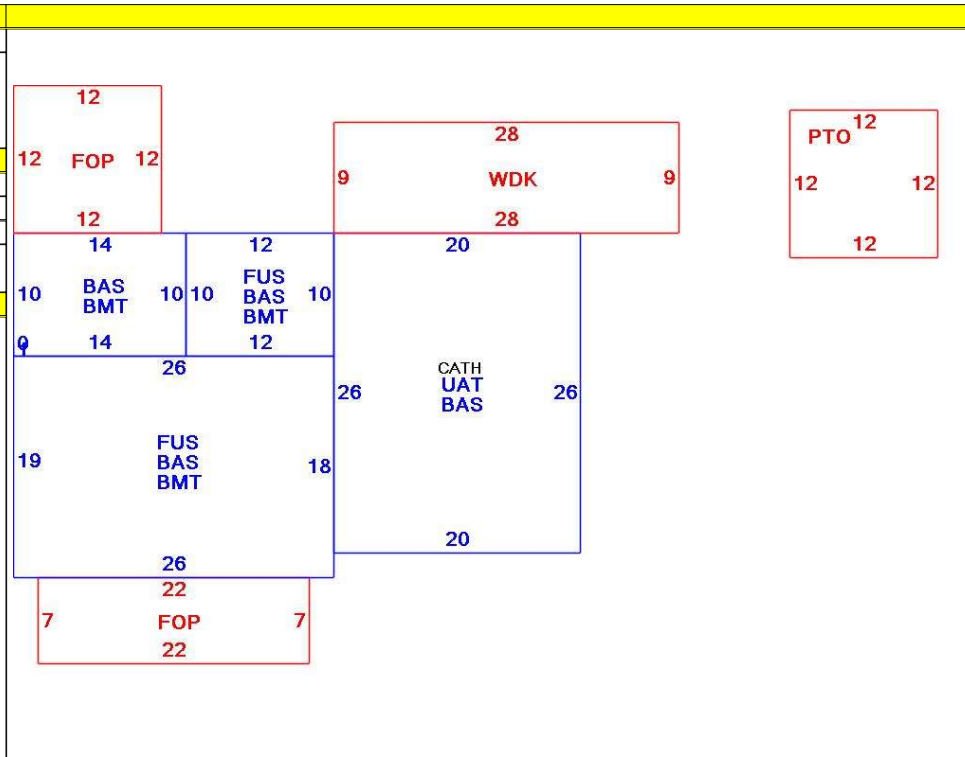 12
12 FOP 12
12
28
9 WDK 9
28
PTO 12
12 12
12
14
10 BAS 10
BMT
14
12
10 FUS 10
BAS
BMT
12
0
20
CATH
26 UAT 26
BAS
20
26
19 FUS 18
BAS
BMT
26
22
7 FOP 7
22